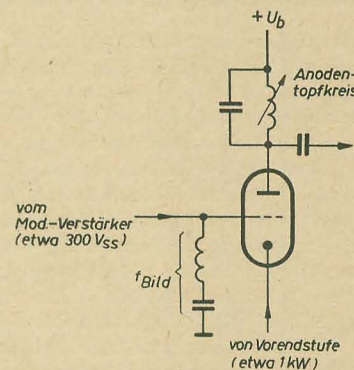 + U_b
Anoden-
topfkreis
vom
Mod.-Verstärker
(etwa 300 V_SS)
f_Bild
von Vorendstufe
(etwa 1 kW)